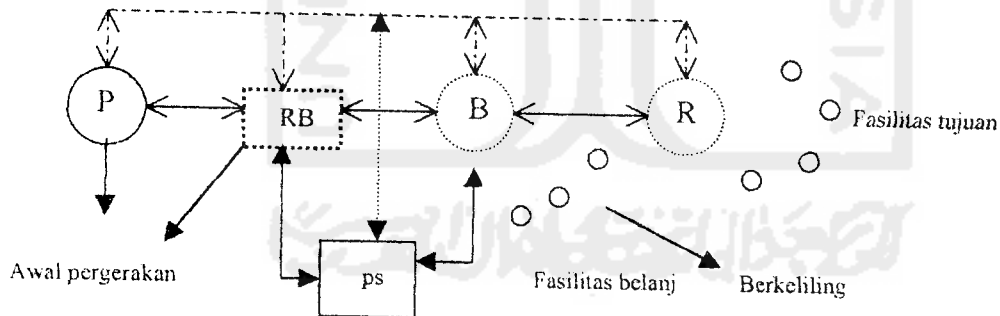 P
RB
B
R
Fasilitas tujuan
Awal pergerakan
ps
Fasilitas belanj
Berkeliling